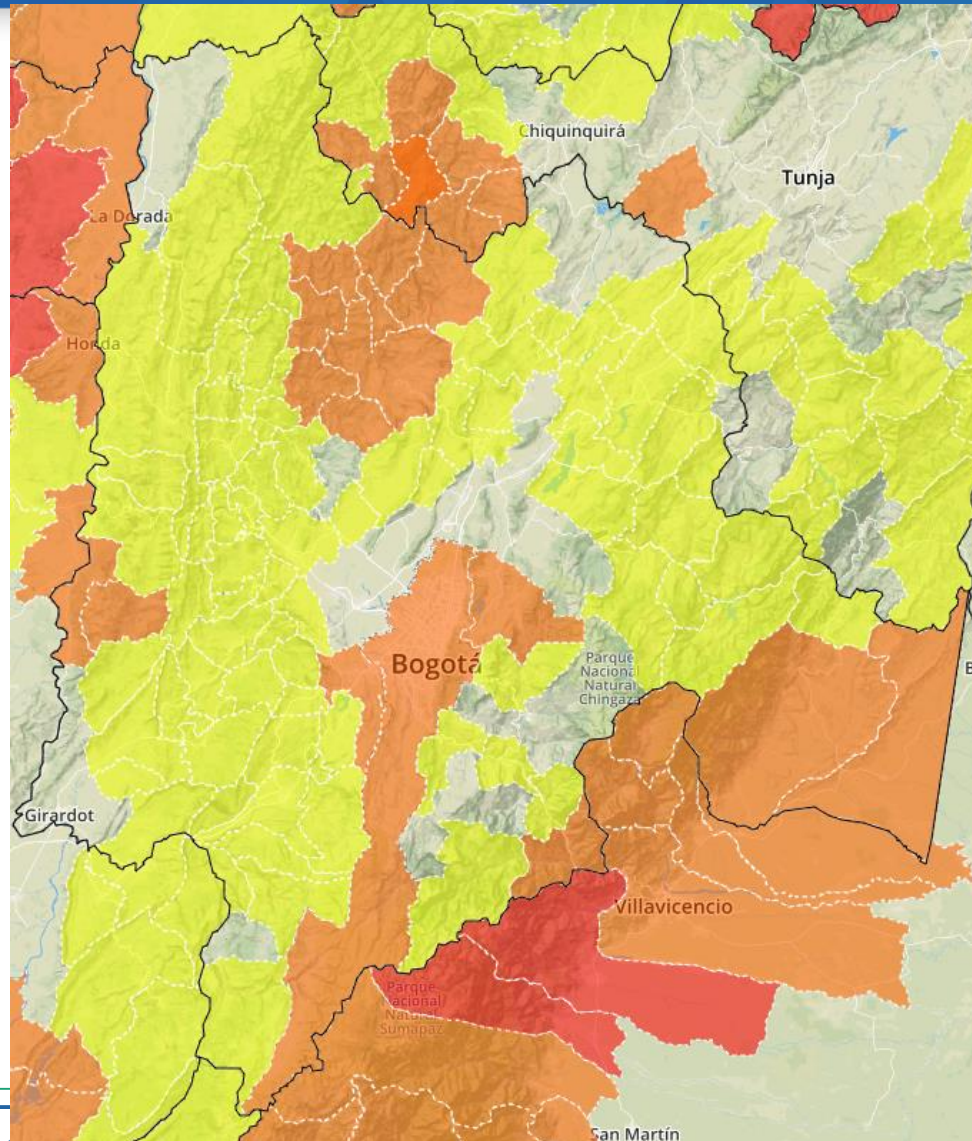 Chiquinquirá
Tunja
La Dorada
Honda
Bogotá
Parque
Nacional
Natural
Chingaza
B
Girardot
Villavicencio
Parque
Nacional
Natural
Sumapaz
San Martín